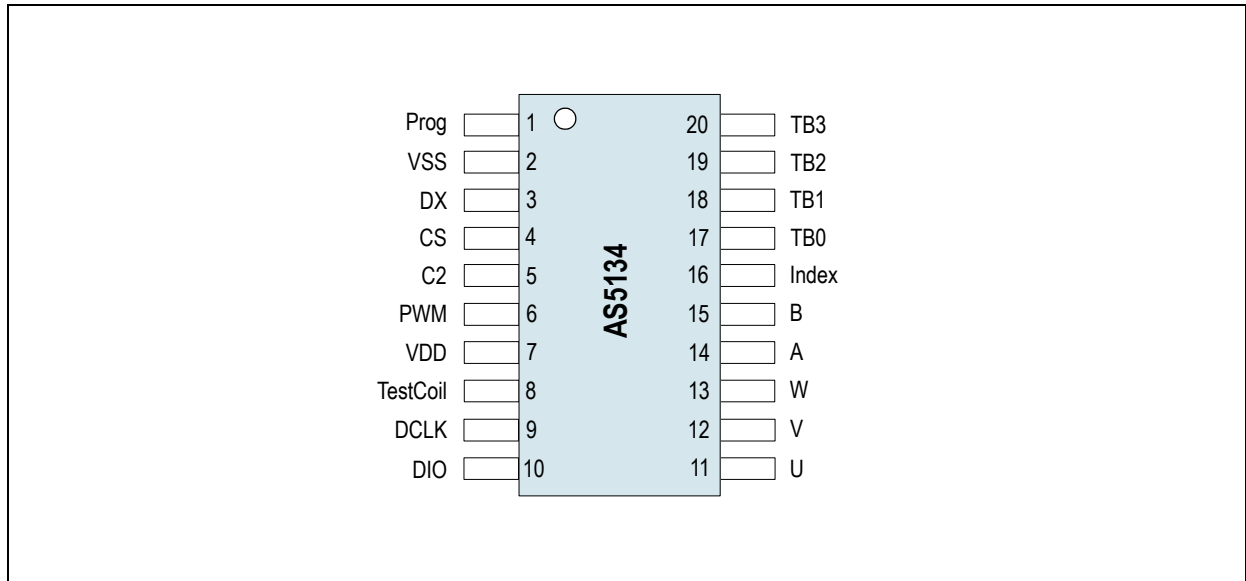 Prog 1 20 TB3
VSS 2 19 TB2
DX 3 18 TB1
CS 4 17 TB0
C2 5 16 Index
PWM 6 15 B
VDD 7 14 A
TestCoil 8 13 W
DCLK 9 12 V
DIO 10 11 U
AS5134